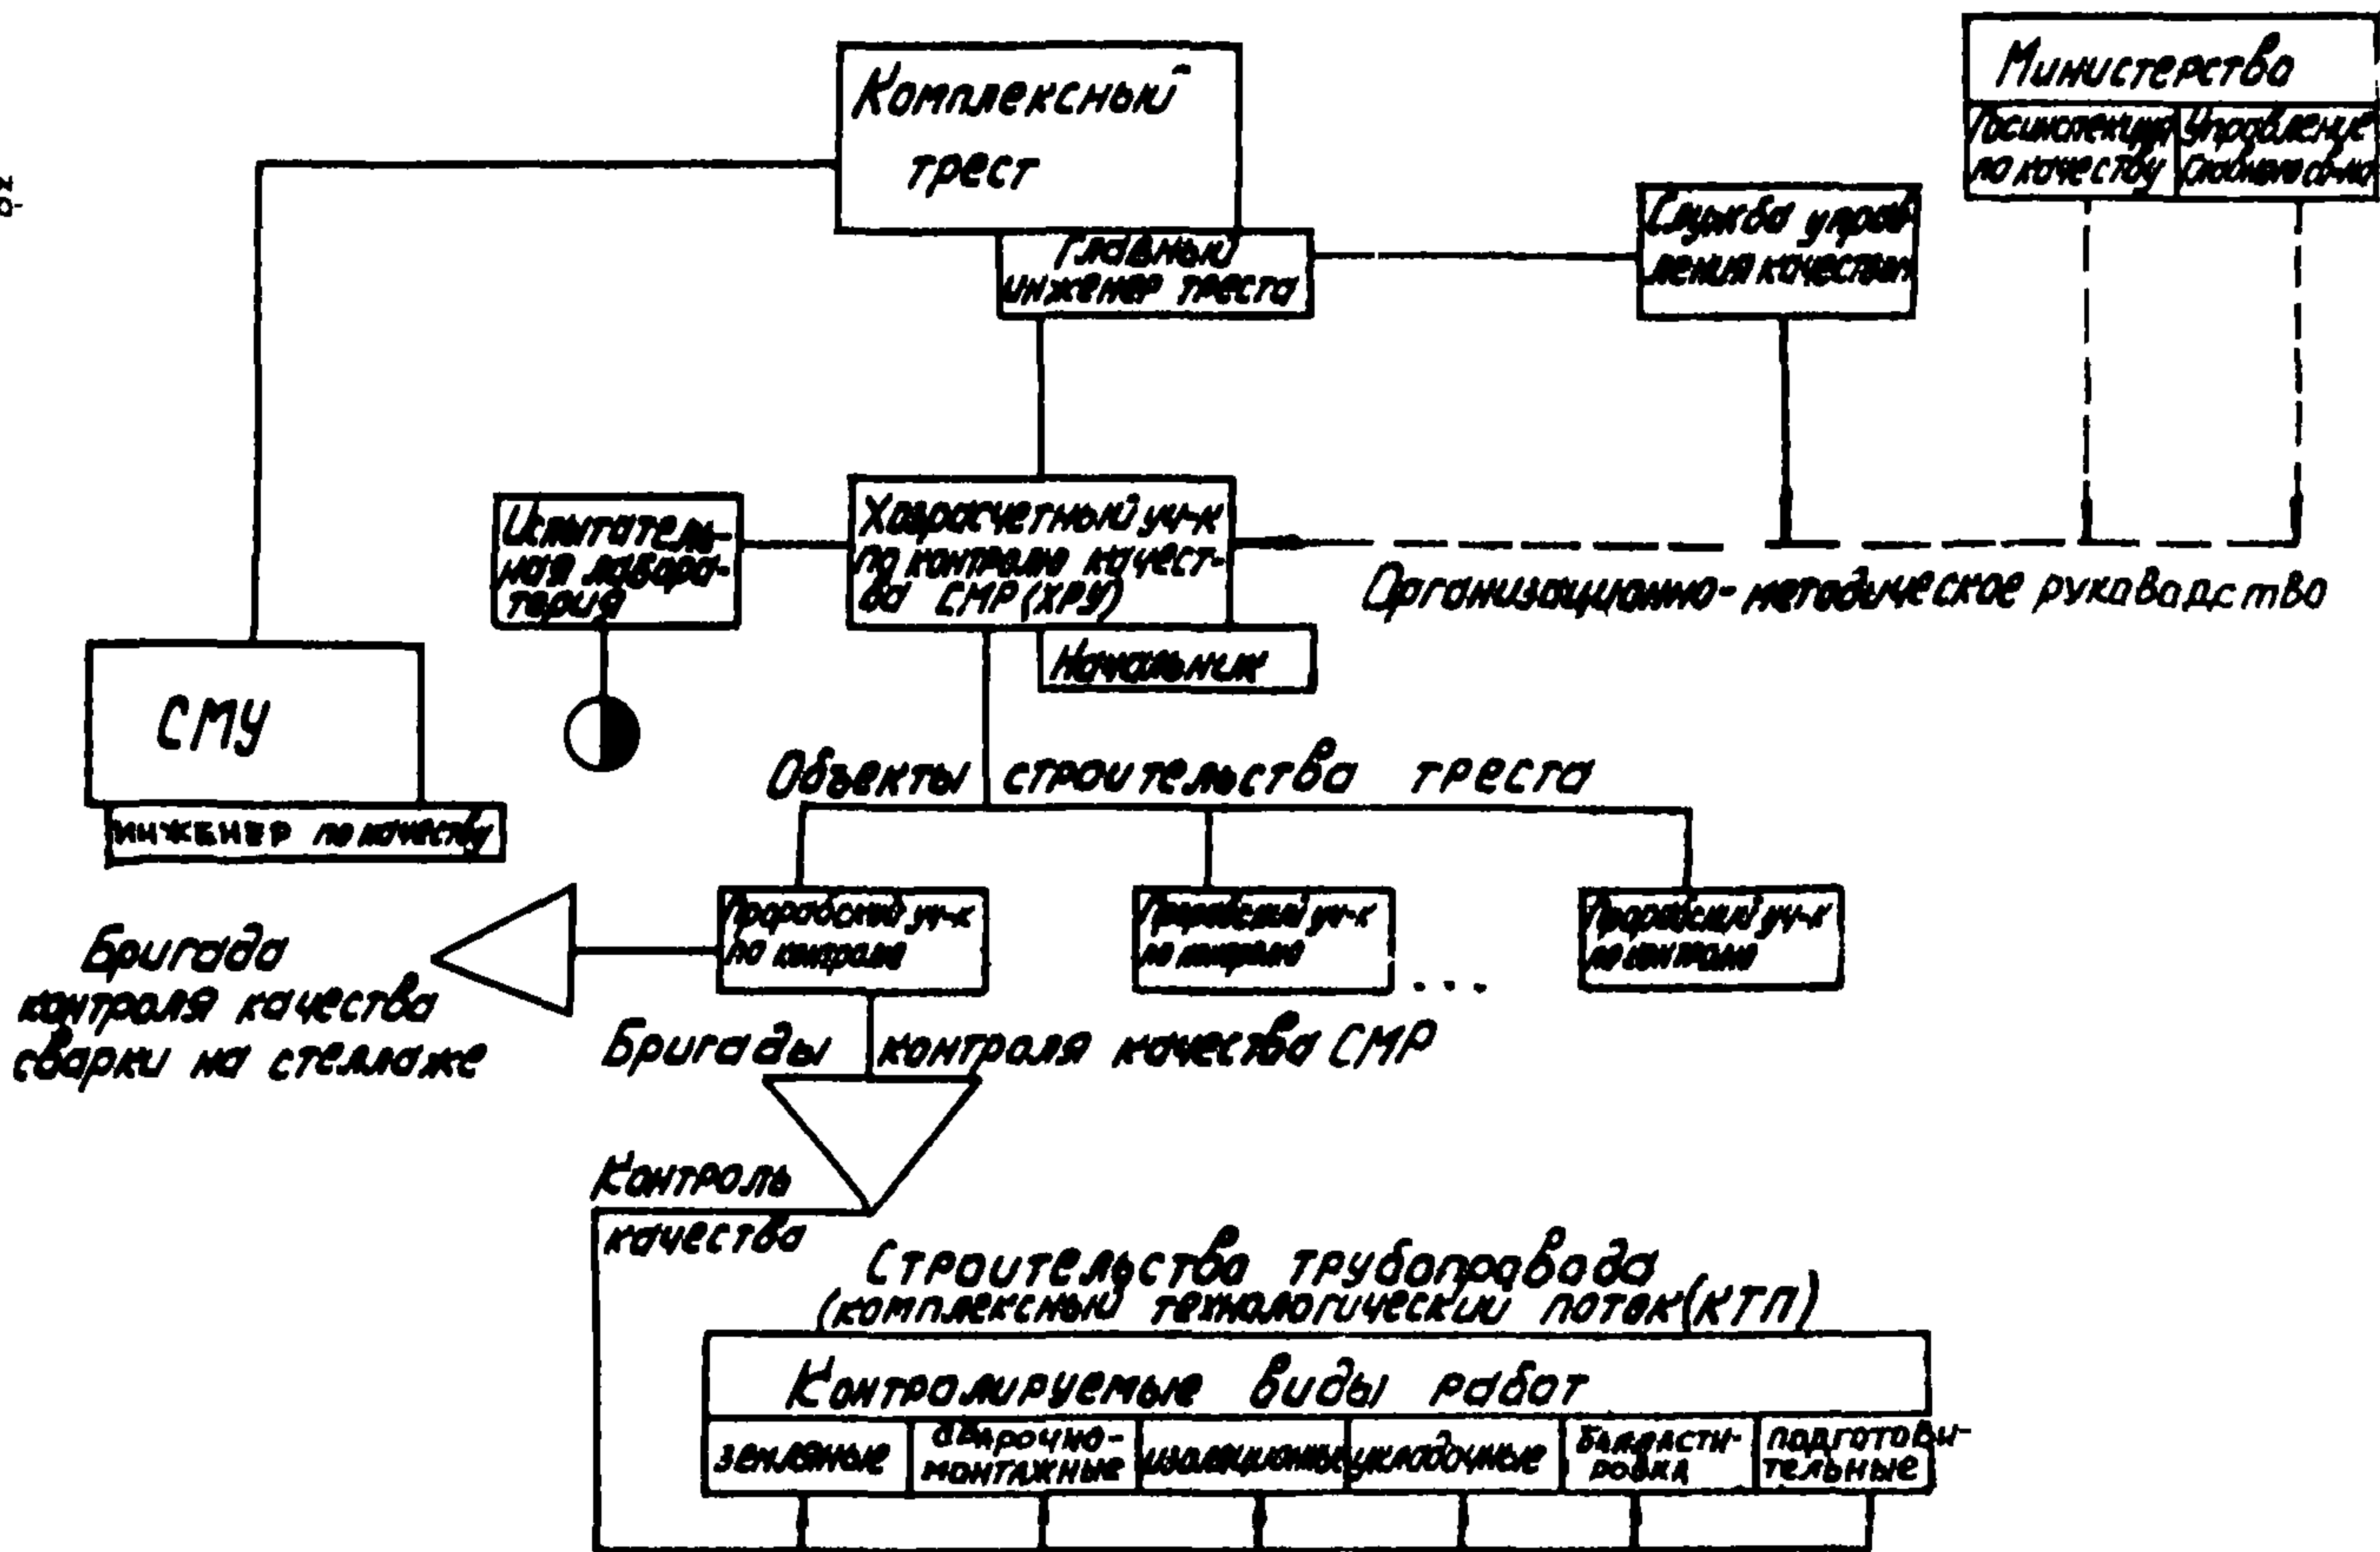 Комплексный
трест
Министерство
Госинспекция
по качеству
Управление
Главный
инженер треста
Служба управ-
ления качеством
Испытатель-
ная лабора-
тория
Хозрасчетный уч-к
по контролю качест-
ва СМР (ХРУ)
Начальник
Организационно-методическое руководство
СМУ
инженер по качеству
Объекты строительства треста
Прорабский уч-к
по контролю
Прорабский уч-к
по контролю
...
Прорабский уч-к
по контролю
Бригада
контроля качества
сварки на стеллаже
Бригады контроля качества СМР
Контроль
качества
Строительство трубопровода
(комплексный технологический поток (КТП)
Контролируемые виды работ
земляные
сварочно-
монтажные
изоляционные
укладочные
балласти-
ровка
подготови-
тельные